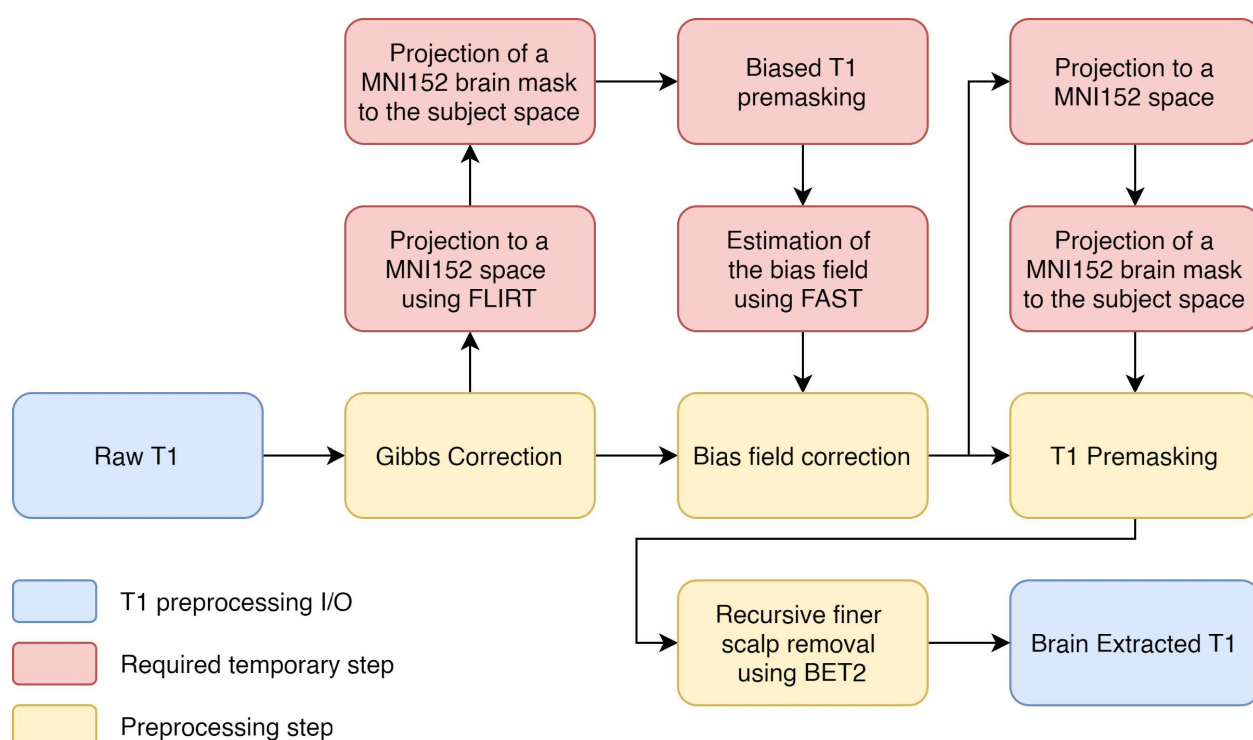 Projection of a
MNI152 brain mask
to the subject space
Biased T1
premasking
Projection to a
MNI152 space
Projection to a
MNI152 space
using FLIRT
Estimation of
the bias field
using FAST
Projection of a
MNI152 brain mask
to the subject space
Raw T1
Gibbs Correction
Bias field correction
T1 Premasking
T1 preprocessing I/O
Required temporary step
Preprocessing step
Recursive finer
scalp removal
using BET2
Brain Extracted T1